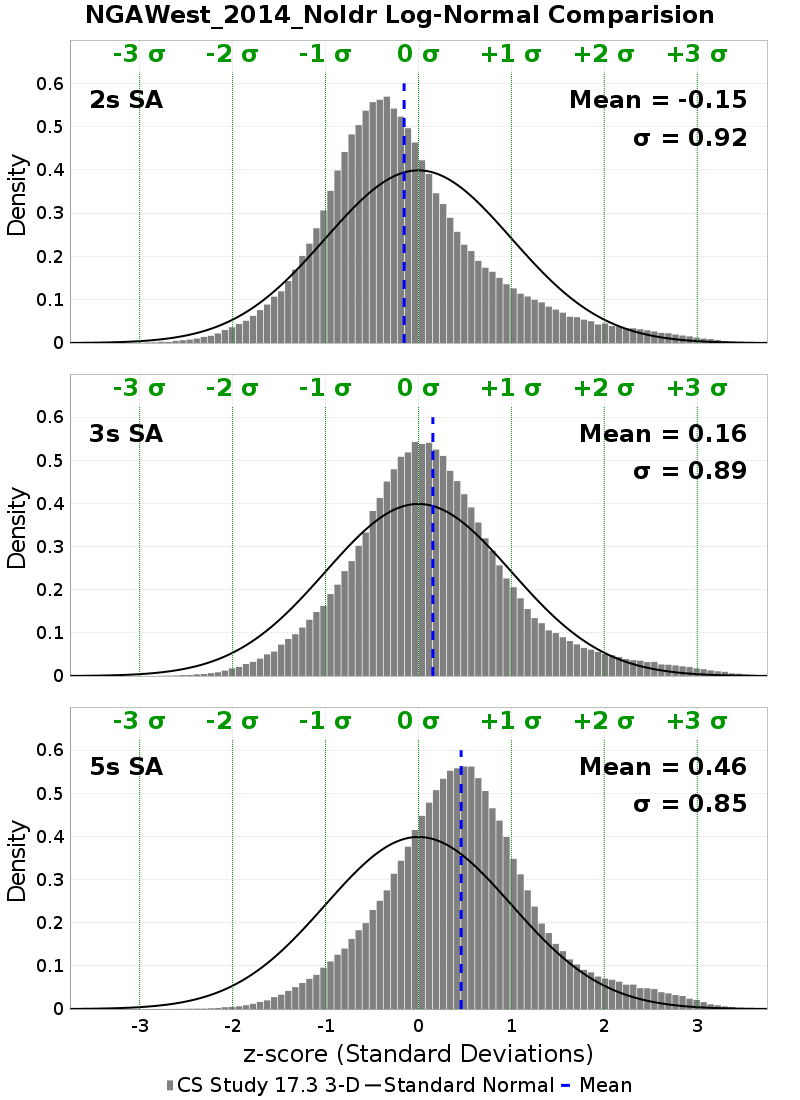 NGAWest_2014_NoIdr Log-Normal Comparision
-3 σ -2 σ -1 σ 0 σ +1 σ +2 σ +3 σ
0.6
2s SA Mean = -0.15
0.5
σ = 0.92
0.4
0.3
0.2
0.1
0
Density
-3 σ -2 σ -1 σ 0 σ +1 σ +2 σ +3 σ
0.6
3s SA Mean = 0.16
0.5
σ = 0.89
0.4
0.3
0.2
0.1
0
Density
-3 σ -2 σ -1 σ 0 σ +1 σ +2 σ +3 σ
0.6
5s SA Mean = 0.46
0.5
σ = 0.85
0.4
0.3
0.2
0.1
0
Density
-3 -2 -1 0 1 2 3
z-score (Standard Deviations)
CS Study 17.3 3-D Standard Normal Mean